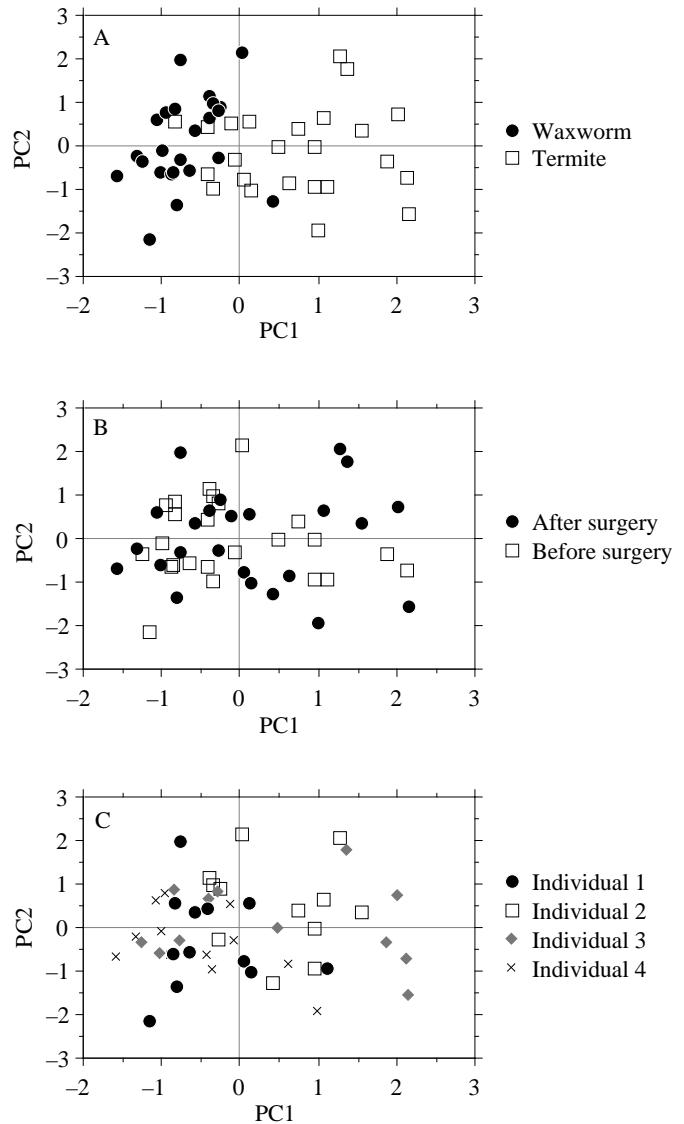 3
A
2
1
PC2
0
–1
–2
–3
–2 –1 0 1 2 3
PC1
Waxworm
Termite
3
B
2
1
PC2
0
–1
–2
–3
–2 –1 0 1 2 3
PC1
After surgery
Before surgery
3
C
2
1
PC2
0
–1
–2
–3
–2 –1 0 1 2 3
PC1
Individual 1
Individual 2
Individual 3
Individual 4